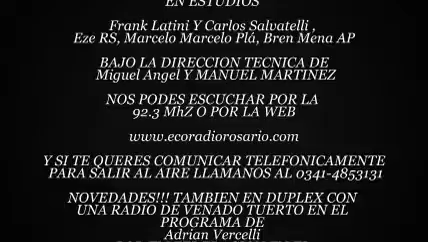 EN ESTUDIOS
Frank Latini Y Carlos Salvatelli ,
Eze RS, Marcelo Marcelo Plá, Bren Mena AP
BAJO LA DIRECCION TECNICA DE
Miguel Angel Y MANUEL MARTINEZ
NOS PODES ESCUCHAR POR LA
92.3 MhZ O POR LA WEB
www.ecoradiorosario.com
Y SI TE QUERES COMUNICAR TELEFONICAMENTE
PARA SALIR AL AIRE LLAMANOS AL 0341-4853131
NOVEDADES!!! TAMBIEN EN DUPLEX CON
UNA RADIO DE VENADO TUERTO EN EL
PROGRAMA DE
Adrian Vercelli